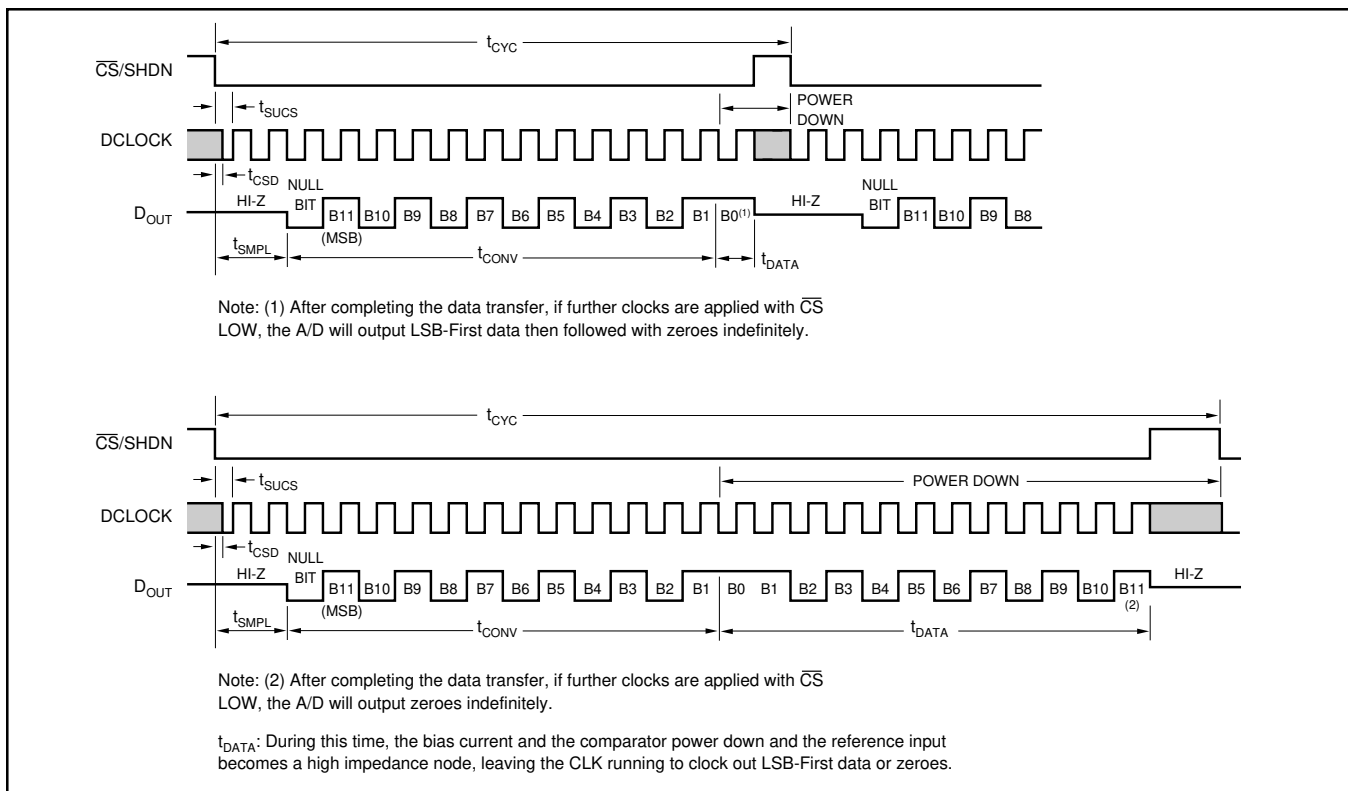 tCYC
CS/SHDN
POWER
DOWN
tSUCS
DCLOCK
tCSD
NULL
BIT
NULL
BIT
HI-Z
HI-Z
DOUT
B11 B10 B9 B8 B7 B6 B5 B4 B3 B2 B1 B0(1)
B11 B10 B9 B8
(MSB)
tSMPL
tCONV
tDATA
Note: (1) After completing the data transfer, if further clocks are applied with CS
LOW, the A/D will output LSB-First data then followed with zeroes indefinitely.
tCYC
CS/SHDN
tSUCS
POWER DOWN
DCLOCK
tCSD
NULL
BIT
HI-Z
HI-Z
DOUT
B11 B10 B9 B8 B7 B6 B5 B4 B3 B2 B1 B0 B1 B2 B3 B4 B5 B6 B7 B8 B9 B10 B11
(MSB)
(2)
tSMPL
tCONV
tDATA
Note: (2) After completing the data transfer, if further clocks are applied with CS
LOW, the A/D will output zeroes indefinitely.
tDATA: During this time, the bias current and the comparator power down and the reference input
becomes a high impedance node, leaving the CLK running to clock out LSB-First data or zeroes.